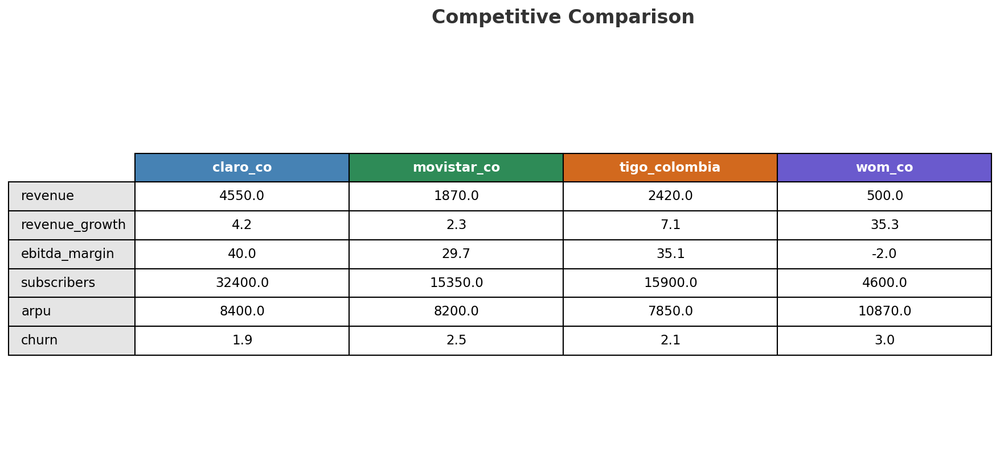 Competitive Comparison
claro_co movistar_co tigo_colombia wom_co
revenue 4550.0 1870.0 2420.0 500.0
revenue_growth 4.2 2.3 7.1 35.3
ebitda_margin 40.0 29.7 35.1 -2.0
subscribers 32400.0 15350.0 15900.0 4600.0
arpu 8400.0 8200.0 7850.0 10870.0
churn 1.9 2.5 2.1 3.0